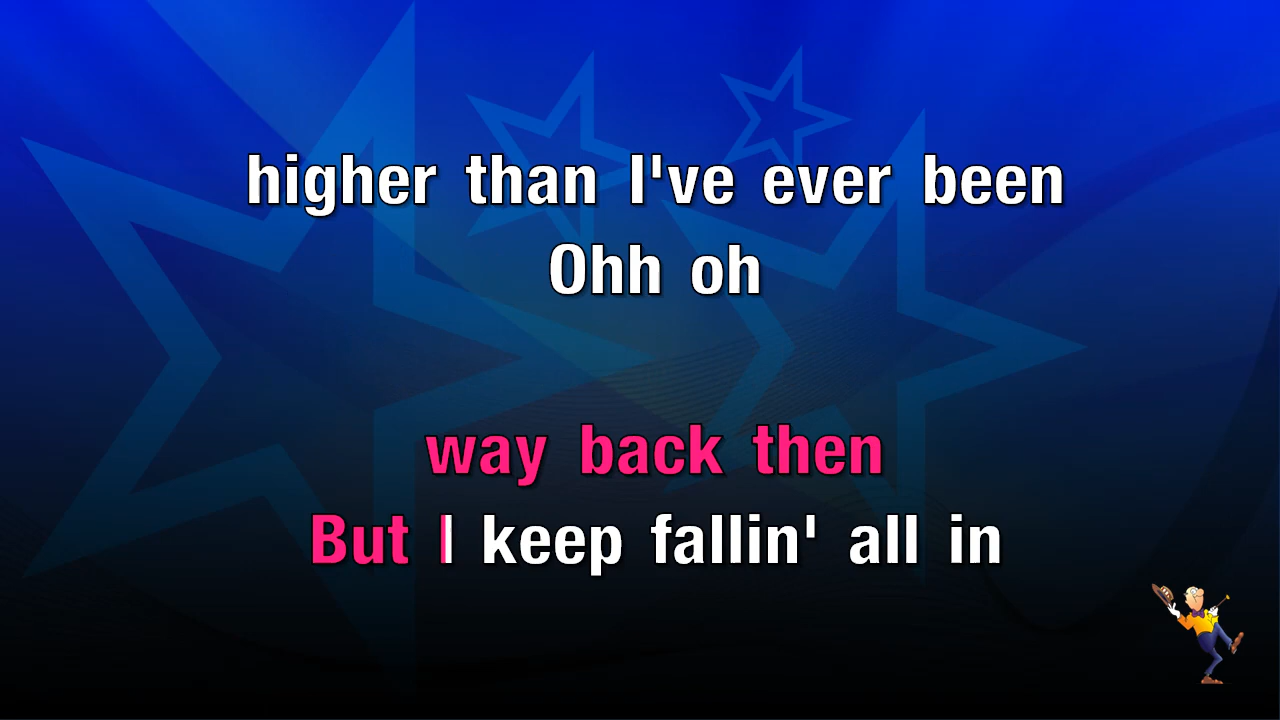 higher than I've ever been
Ohh oh
way back then
But I keep fallin' all in